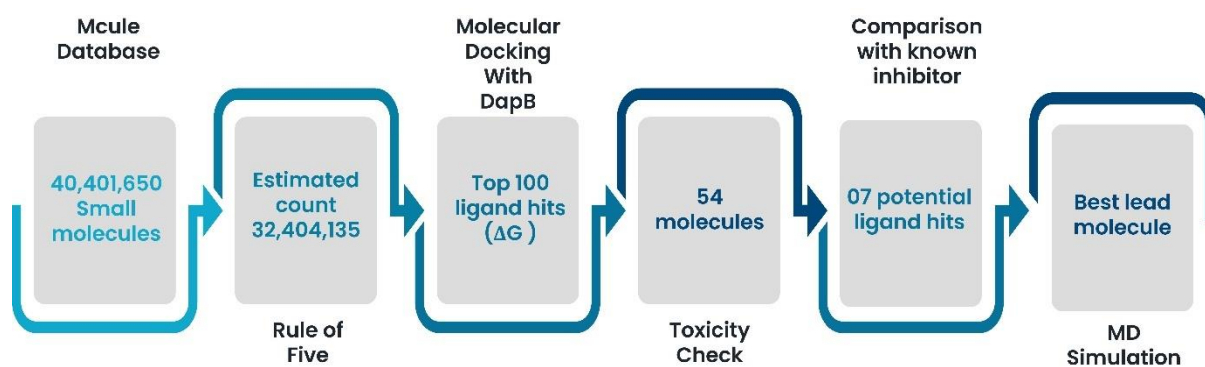 Mcule
Database
40,401,650
Small
molecules
Estimated
count
32,404,135
Rule of
Five
Molecular
Docking
With
DapB
Top 100
ligand hits
(ΔG )
54
molecules
Toxicity
Check
Comparison
with known
inhibitor
07 potential
ligand hits
Best lead
molecule
MD
Simulation